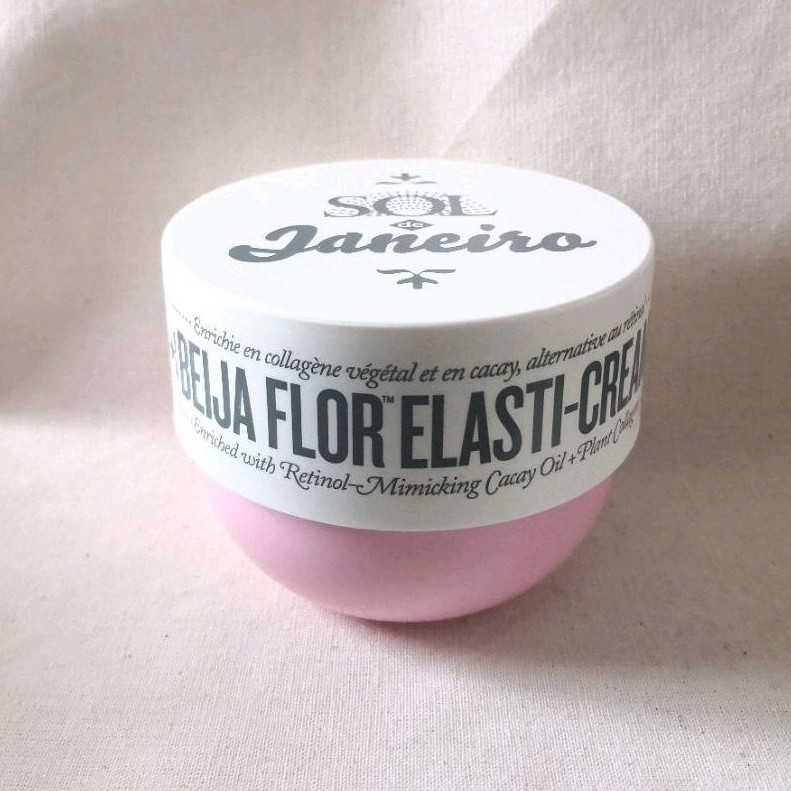 SOL
de
Janeiro
Enrichie en collagène végétal et en cacay, alternative au rétinol
BEIJA FLOR™ ELASTI-CREA
Enriched with Retinol-Mimicking Cacay Oil + Plant